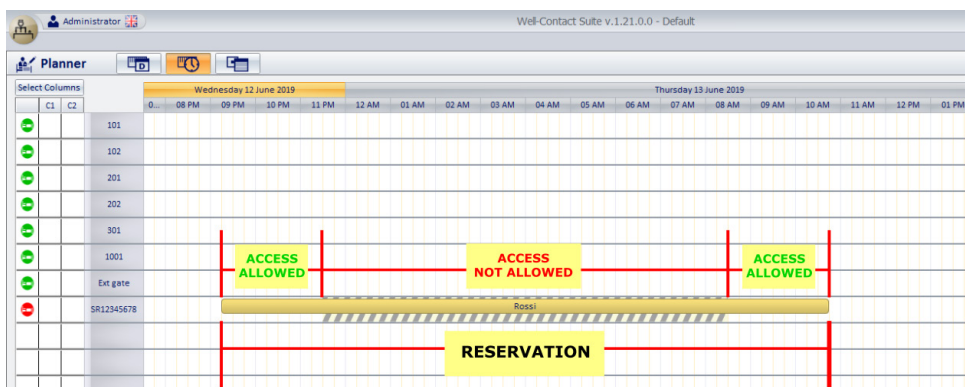 Administrator
Well-Contact Suite v.1.21.0.0 - Default
Planner
D
Select Columns
Wednesday 12 June 2019
Thursday 13 June 2019
C1 C2
0... 08 PM 09 PM 10 PM 11 PM 12 AM 01 AM 02 AM 03 AM 04 AM 05 AM 06 AM 07 AM 08 AM 09 AM 10 AM 11 AM 12 PM 01 PM
101
102
201
202
301
1001
ACCESS
ALLOWED
ACCESS
NOT ALLOWED
ACCESS
ALLOWED
Ext gate
SR12345678
Rossi
RESERVATION